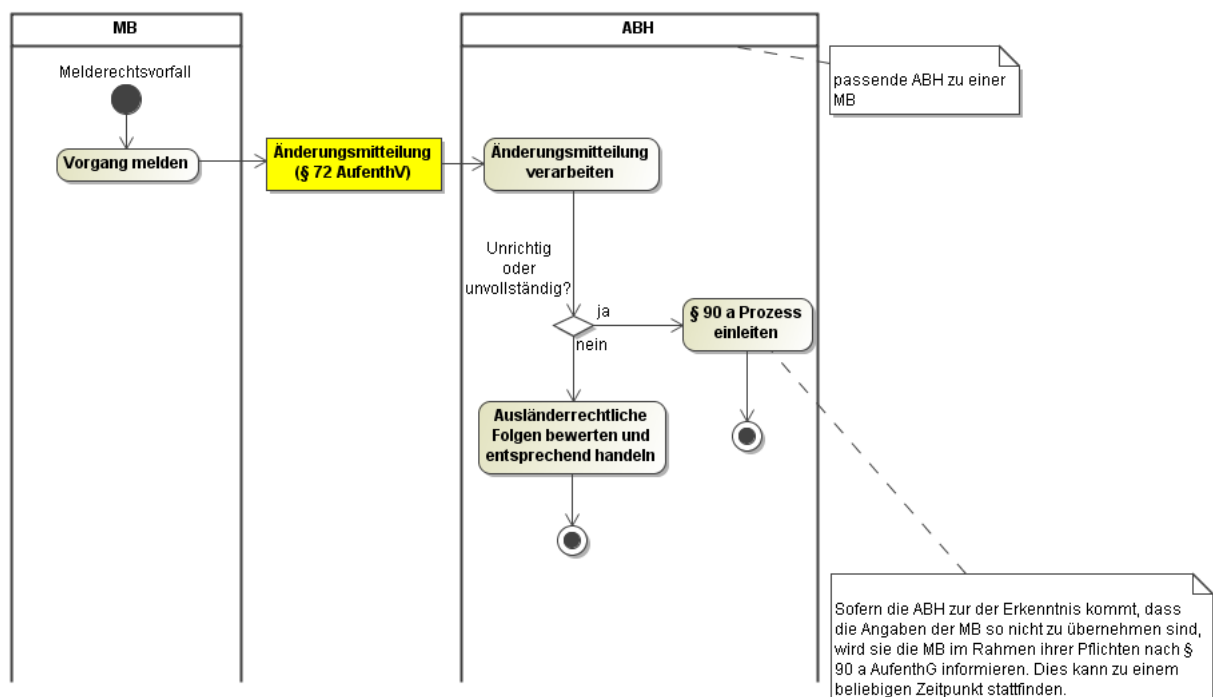 MB
ABH
Melderechtsvorfall
passende ABH zu einer
MB
Vorgang melden
Änderungsmitteilung
(§ 72 AufenthV)
Änderungsmitteilung
verarbeiten
Unrichtig
oder
unvollständig?
ja
nein
§ 90 a Prozess
einleiten
Ausländerrechtliche
Folgen bewerten und
entsprechend handeln
Sofern die ABH zur der Erkenntnis kommt, dass
die Angaben der MB so nicht zu übernehmen sind,
wird sie die MB im Rahmen ihrer Pflichten nach §
90 a AufenthG informieren. Dies kann zu einem
beliebigen Zeitpunkt stattfinden.